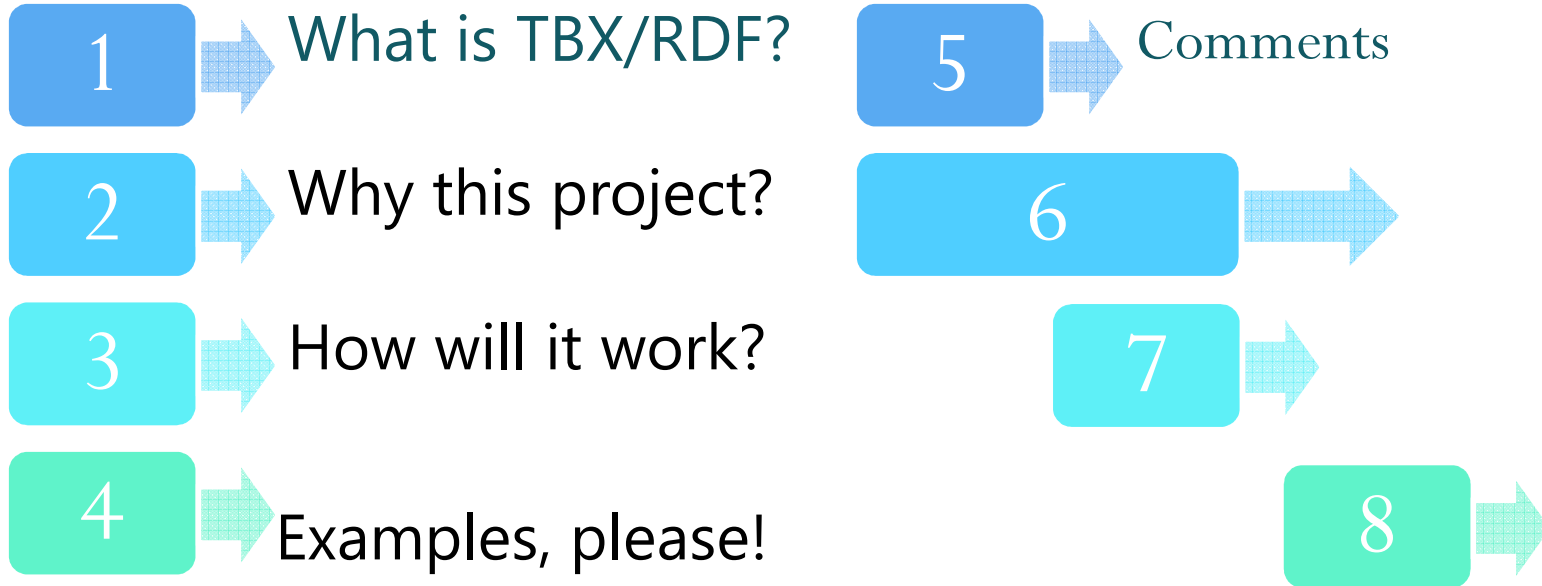 1 What is TBX/RDF?
2 Why this project?
3 How will it work?
4 Examples, please!
5 Comments
6
7
8